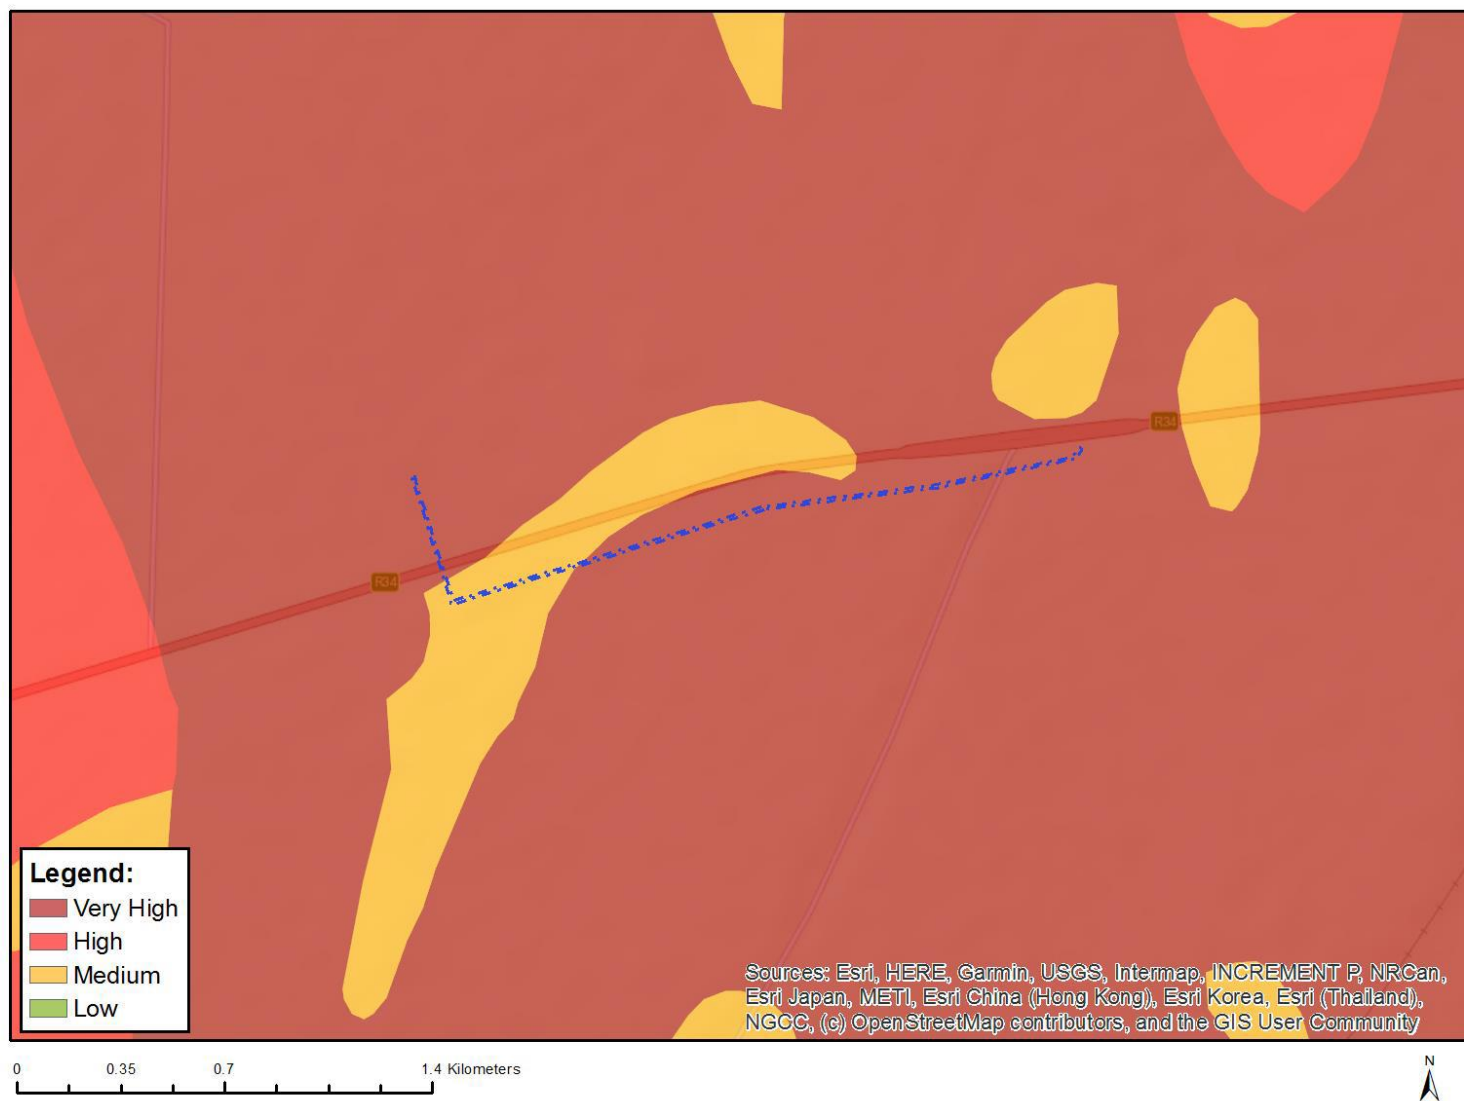 R34
R34
Legend:
Very High
High
Medium
Low
Sources: Esri, HERE, Garmin, USGS, Intermap, INCREMENT P, NRCan,
Esri Japan, METI, Esri China (Hong Kong), Esri Korea, Esri (Thailand),
NGCC, (c) OpenStreetMap contributors, and the GIS User Community
0 0.35 0.7 1.4 Kilometers
N